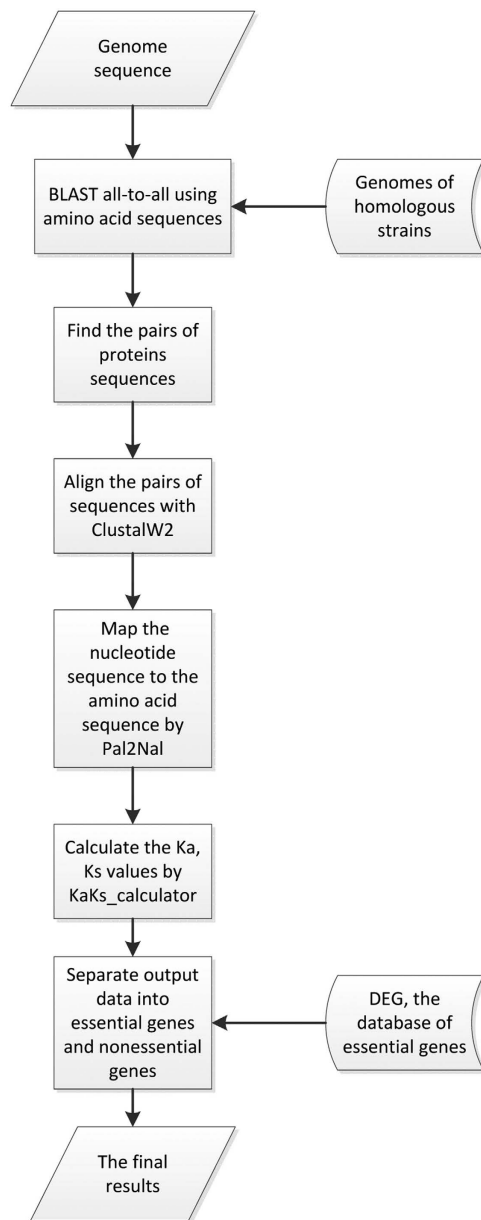 Genome
sequence
BLAST all-to-all using
amino acid sequences
Genomes of
homologous
strains
Find the pairs of
proteins
sequences
Align the pairs of
sequences with
ClustalW2
Map the
nucleotide
sequence to the
amino acid
sequence by
Pal2Nal
Calculate the Ka,
Ks values by
KaKs_calculator
Separate output
data into
essential genes
and nonessential
genes
DEG, the
database of
essential genes
The final
results